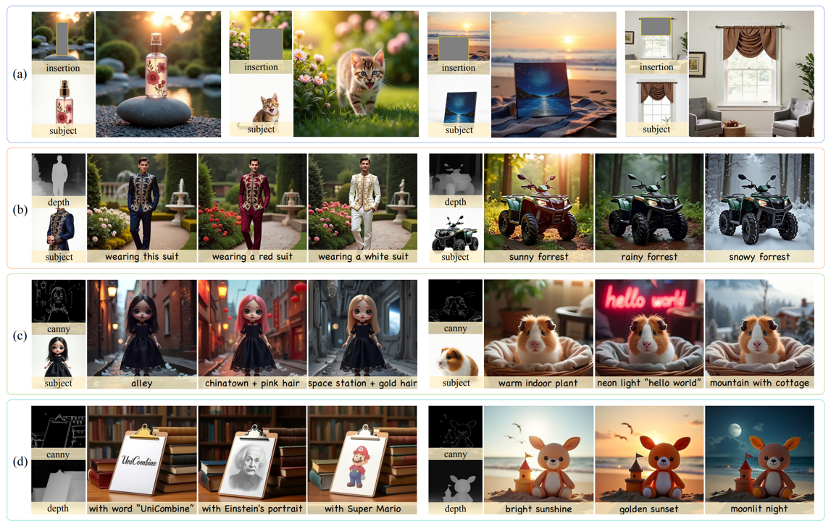 (a)
insertion
subject
insertion
subject
insertion
subject
insertion
subject
(b)
depth
subject
wearing this suit
wearing a red suit
wearing a white suit
depth
subject
sunny forrest
rainy forrest
snowy forrest
(c)
canny
subject
alley
chinatown + pink hair
space station + gold hair
canny
subject
warm indoor plant
hello world
neon light "hello world"
mountain with cottage
(d)
canny
depth
UniCombine
with word "UniCombine"
with Einstein's portrait
with Super Mario
canny
depth
bright sunshine
golden sunset
moonlit night